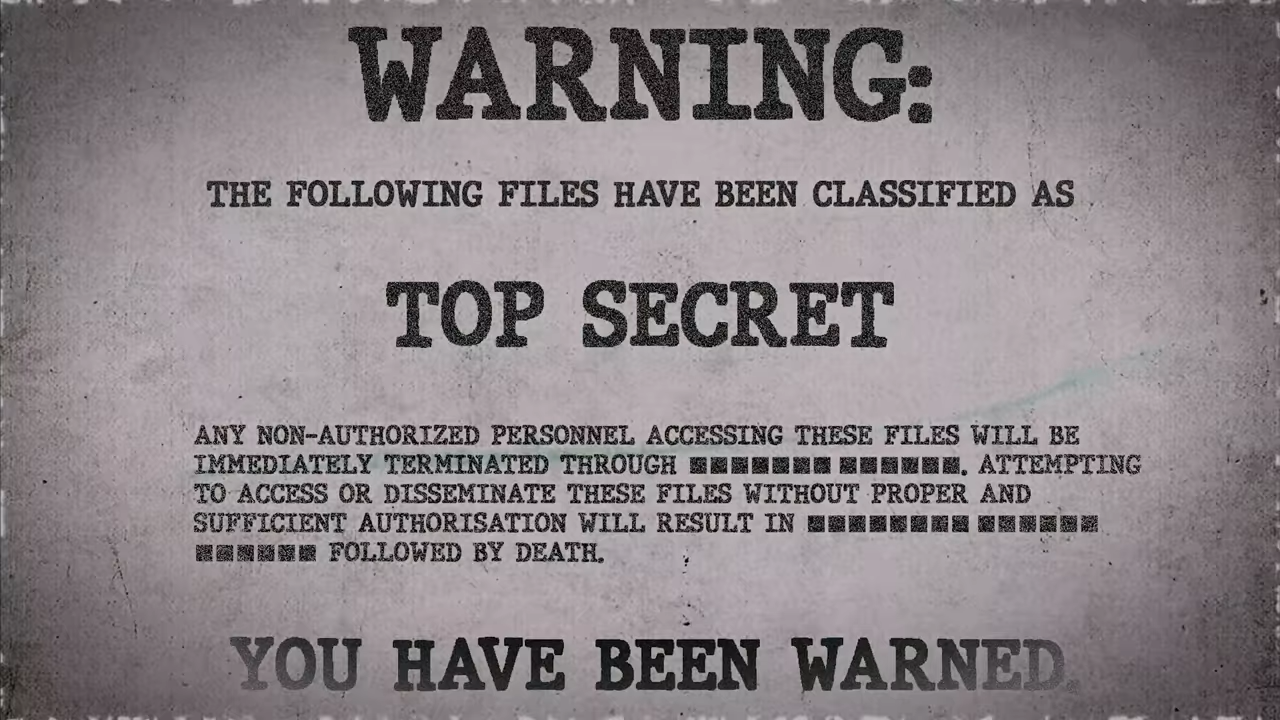 WARNING:
THE FOLLOWING FILES HAVE BEEN CLASSIFIED AS
TOP SECRET
ANY NON-AUTHORIZED PERSONNEL ACCESSING THESE FILES WILL BE
IMMEDIATELY TERMINATED THROUGH ■■■■■■■ ■■■■■■. ATTEMPTING
TO ACCESS OR DISSEMINATE THESE FILES WITHOUT PROPER AND
SUFFICIENT AUTHORISATION WILL RESULT IN ■■■■■■■■ ■■■■■■
■■■■■■ FOLLOWED BY DEATH.
YOU HAVE BEEN WARNED.